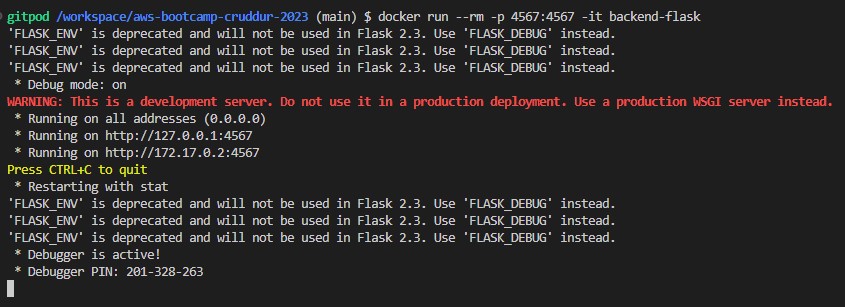 gitpod /workspace/aws-bootcamp-cruddur-2023 (main) $ docker run --rm -p 4567:4567 -it backend-flask
'FLASK_ENV' is deprecated and will not be used in Flask 2.3. Use 'FLASK_DEBUG' instead.
'FLASK_ENV' is deprecated and will not be used in Flask 2.3. Use 'FLASK_DEBUG' instead.
'FLASK_ENV' is deprecated and will not be used in Flask 2.3. Use 'FLASK_DEBUG' instead.
 * Debug mode: on
WARNING: This is a development server. Do not use it in a production deployment. Use a production WSGI server instead.
 * Running on all addresses (0.0.0.0)
 * Running on http://127.0.0.1:4567
 * Running on http://172.17.0.2:4567
Press CTRL+C to quit
 * Restarting with stat
'FLASK_ENV' is deprecated and will not be used in Flask 2.3. Use 'FLASK_DEBUG' instead.
'FLASK_ENV' is deprecated and will not be used in Flask 2.3. Use 'FLASK_DEBUG' instead.
'FLASK_ENV' is deprecated and will not be used in Flask 2.3. Use 'FLASK_DEBUG' instead.
 * Debugger is active!
 * Debugger PIN: 201-328-263